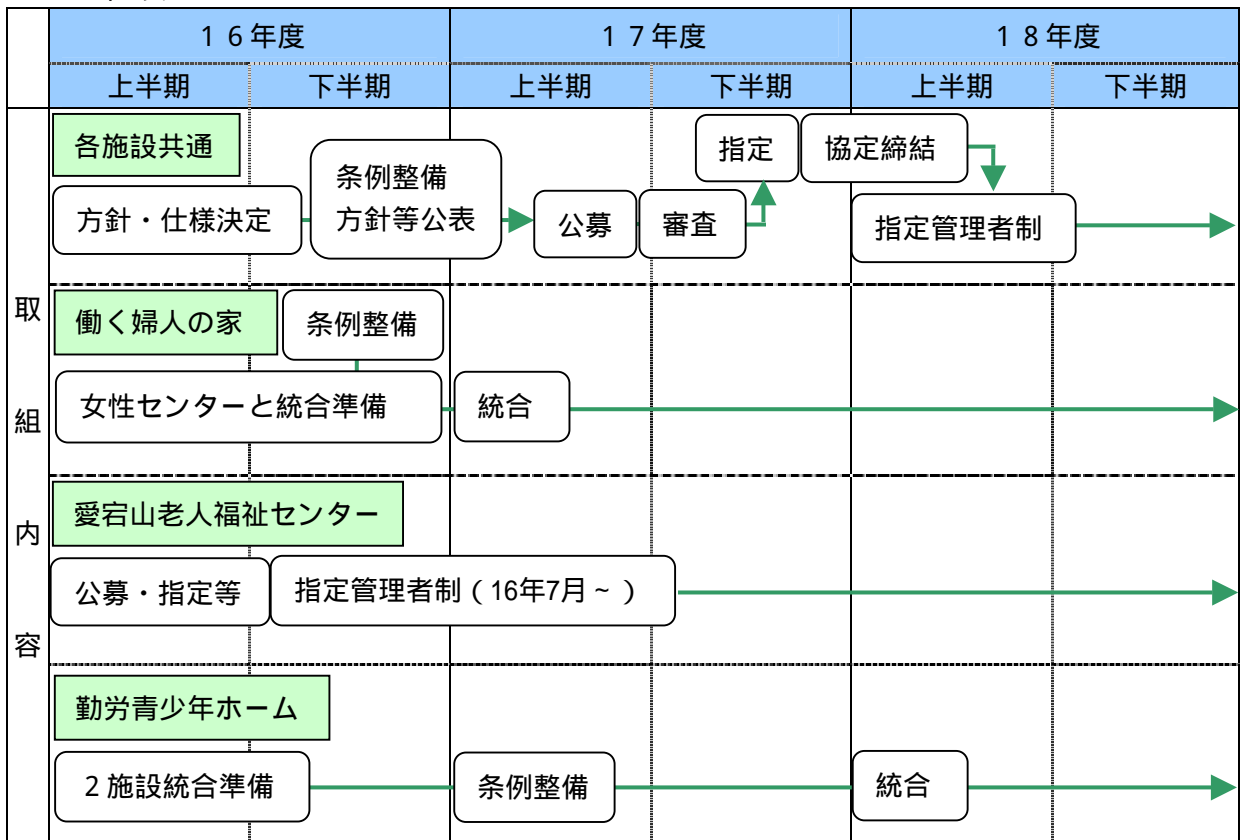 １６年度
１７年度
１８年度
上半期
下半期
上半期
下半期
上半期
下半期
取組内容
各施設共通
方針・仕様決定
条例整備
方針等公表
公募
審査
指定
協定締結
指定管理者制
働く婦人の家
条例整備
女性センターと統合準備
統合
愛宕山老人福祉センター
公募・指定等
指定管理者制（16年7月～）
勤労青少年ホーム
２施設統合準備
条例整備
統合